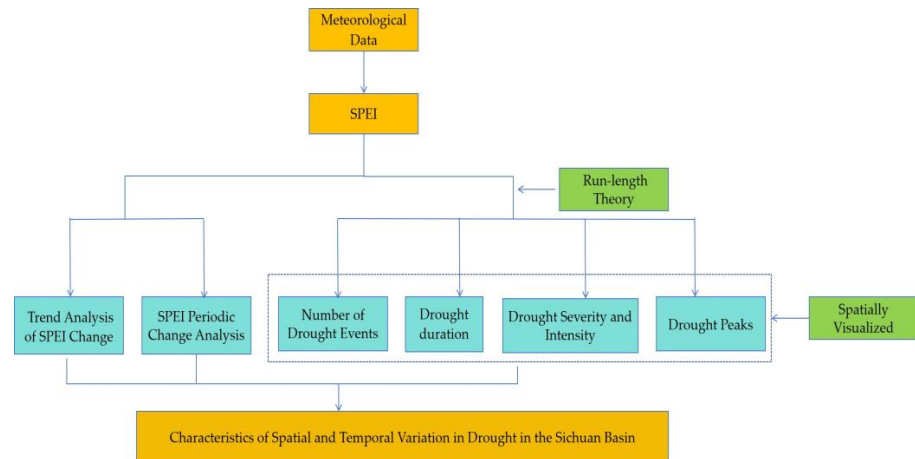 Meteorological
Data
SPEI
Run-length
Theory
Trend Analysis
of SPEI Change
SPEI Periodic
Change Analysis
Number of
Drought Events
Drought
duration
Drought Severity and
Intensity
Drought Peaks
Spatially
Visualized
Characteristics of Spatial and Temporal Variation in Drought in the Sichuan Basin